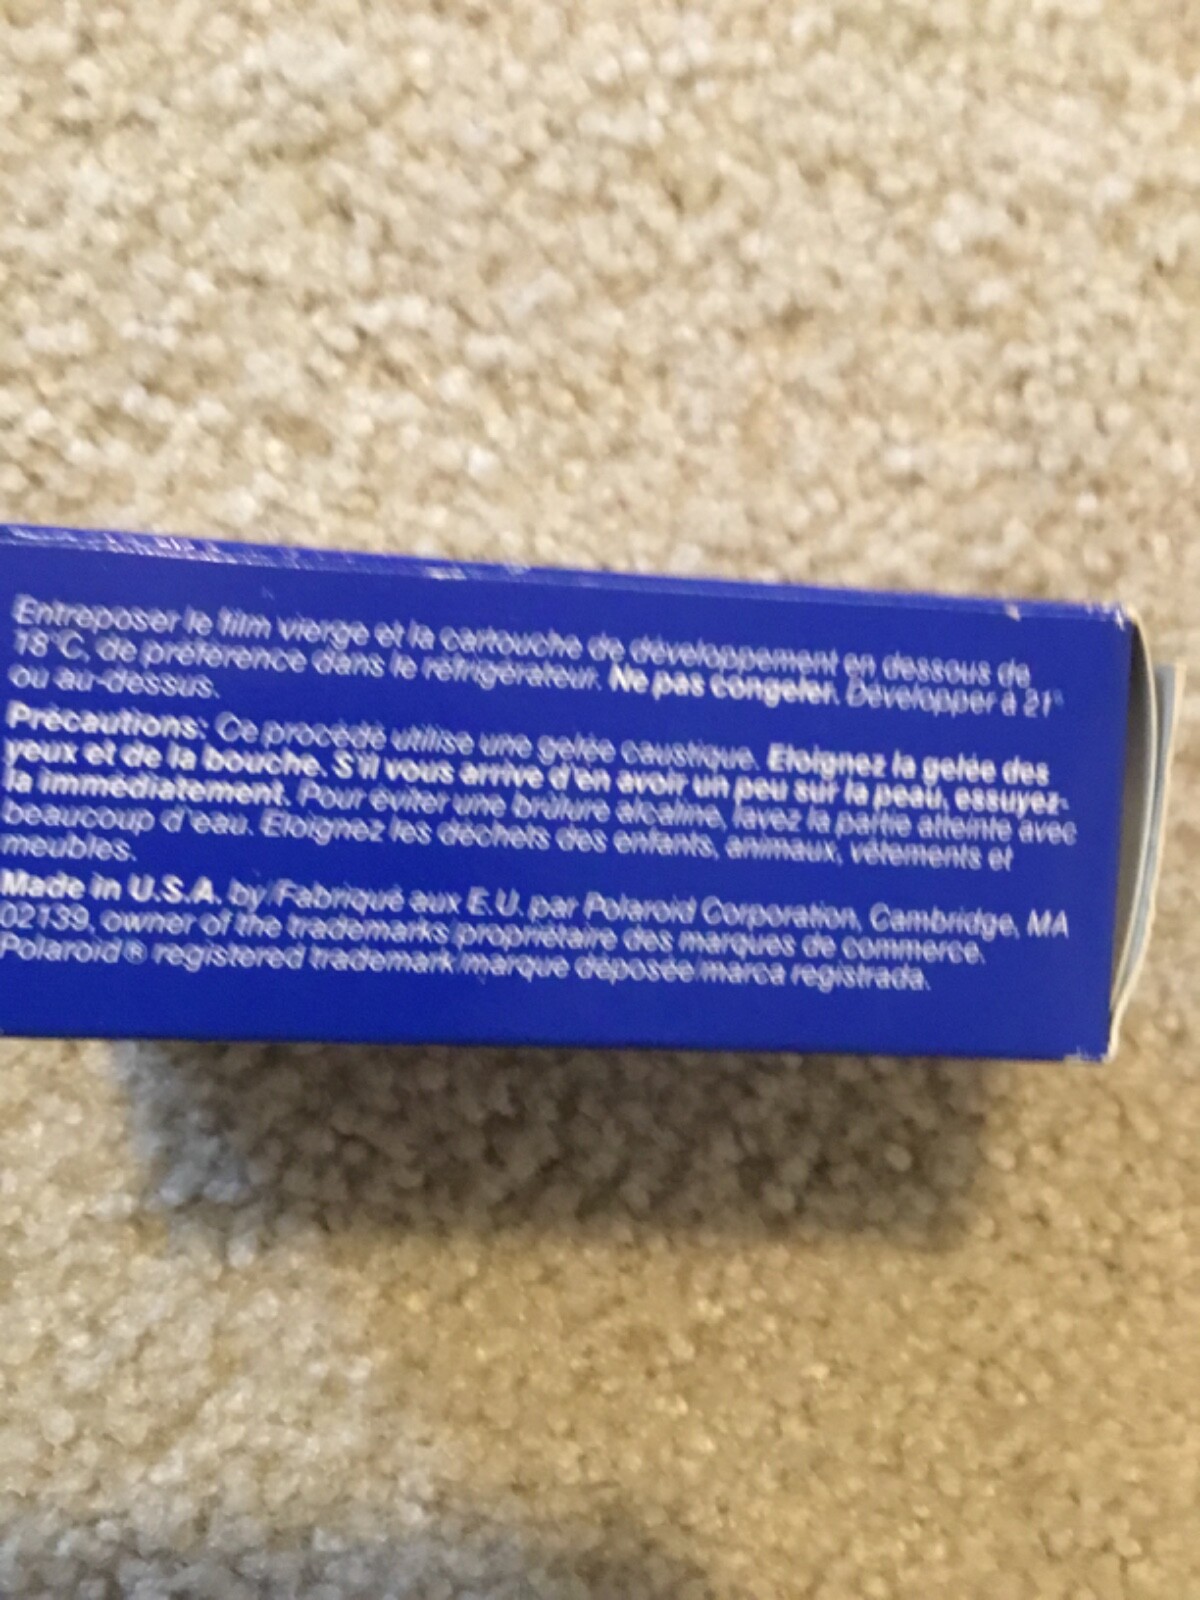 Entreposer le film vierge et la cartouche de développement en dessous de
18°C, de préférence dans le réfrigérateur. Ne pas congeler. Développer à 21°
ou au-dessus.
Précautions: Ce procédé utilise une gelée caustique. Eloignez la gelée des
yeux et de la bouche. S'il vous arrive d'en avoir un peu sur la peau, essuyez-
la immédiatement. Pour éviter une brûlure alcaline, lavez la partie atteinte avec
beaucoup d'eau. Eloignez les déchets des enfants, animaux, vêtements et
meubles.
Made in U.S.A. by/Fabriqué aux E.U. par Polaroid Corporation, Cambridge, MA
02139, owner of the trademarks/propriétaire des marques de commerce.
Polaroid® registered trademark/marque déposée/marca registrada.